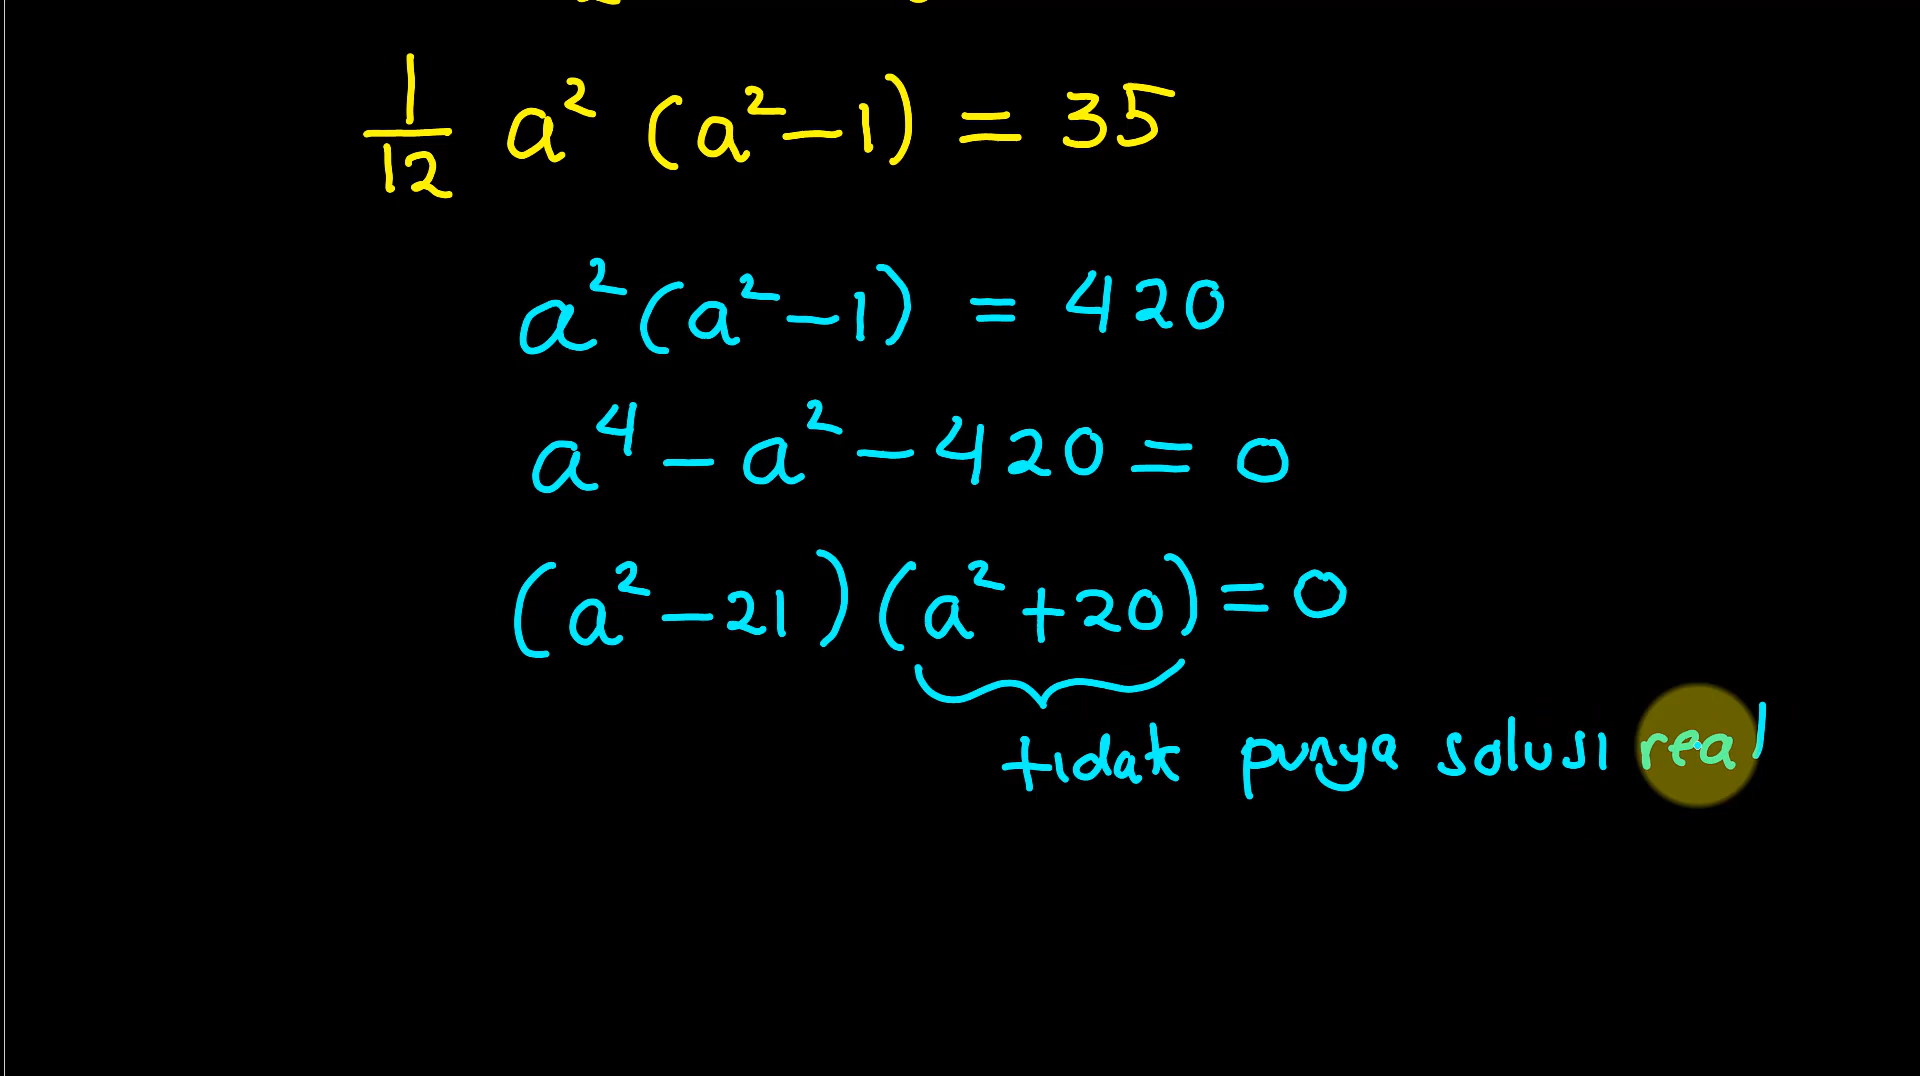 1/12 a² (a² − 1) = 35
a² (a² − 1) = 420
a⁴ − a² − 420 = 0
(a² − 21) (a² + 20) = 0
tidak punya solusi real